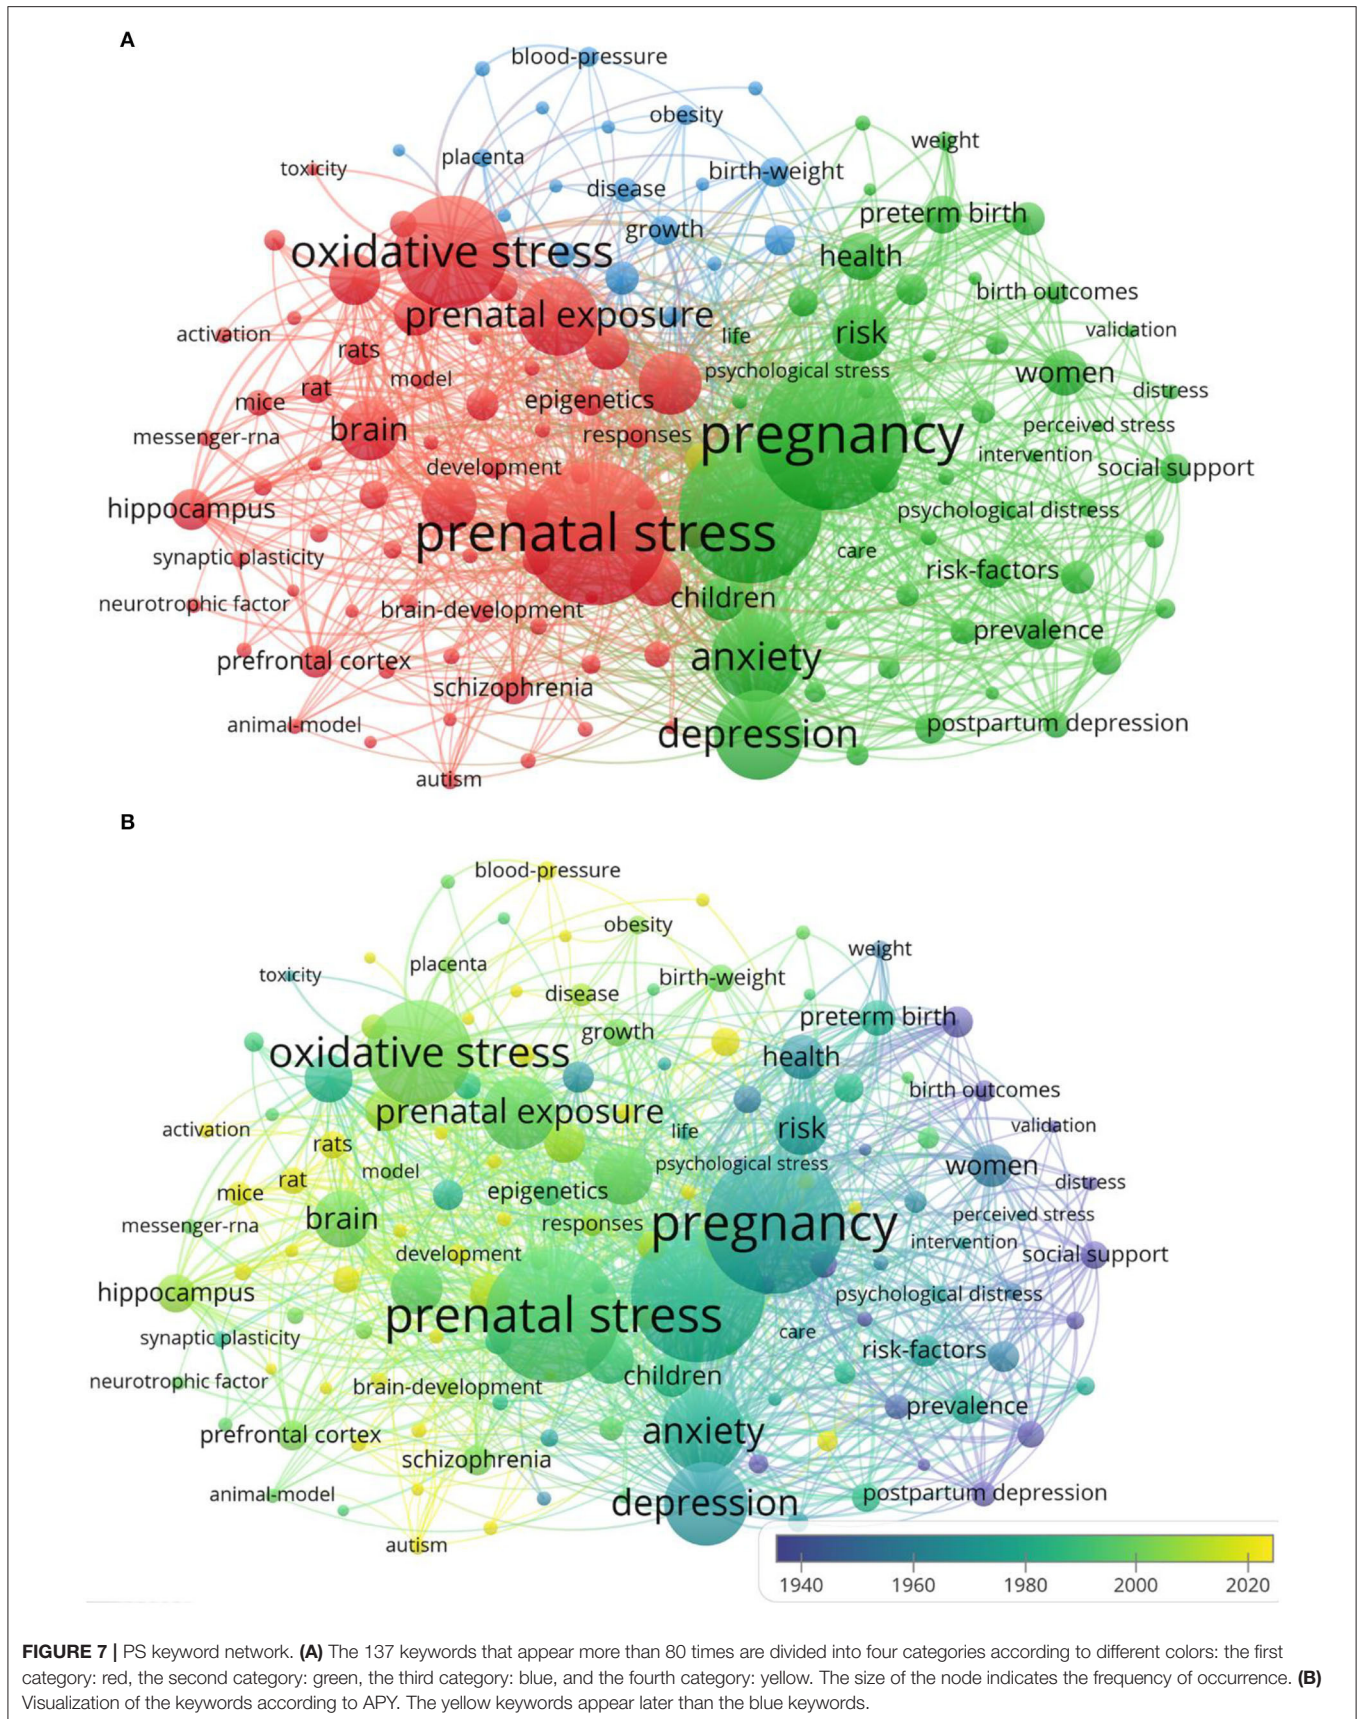 A
blood-pressure
obesity
weight
placenta
toxicity
birth-weight
disease
preterm birth
growth
oxidative stress
health
birth outcomes
prenatal exposure
activation
life
risk
validation
rats
model
psychological stress
women
rat
distress
mice
epigenetics
messenger-rna
brain
responses
pregnancy
perceived stress
intervention
development
social support
hippocampus
psychological distress
prenatal stress
synaptic plasticity
care
risk-factors
neurotrophic factor
brain-development
children
prevalence
prefrontal cortex
anxiety
schizophrenia
animal-model
depression
postpartum depression
autism
B
blood-pressure
obesity
weight
placenta
toxicity
birth-weight
disease
preterm birth
growth
oxidative stress
health
birth outcomes
prenatal exposure
activation
life
risk
validation
rats
model
psychological stress
women
rat
distress
mice
epigenetics
messenger-rna
brain
responses
pregnancy
perceived stress
intervention
development
social support
hippocampus
psychological distress
prenatal stress
synaptic plasticity
care
risk-factors
neurotrophic factor
brain-development
children
prevalence
prefrontal cortex
anxiety
schizophrenia
animal-model
depression
postpartum depression
autism
1940 1960 1980 2000 2020
FIGURE 7 | PS keyword network. (A) The 137 keywords that appear more than 80 times are divided into four categories according to different colors: the first
category: red, the second category: green, the third category: blue, and the fourth category: yellow. The size of the node indicates the frequency of occurrence. (B)
Visualization of the keywords according to APY. The yellow keywords appear later than the blue keywords.